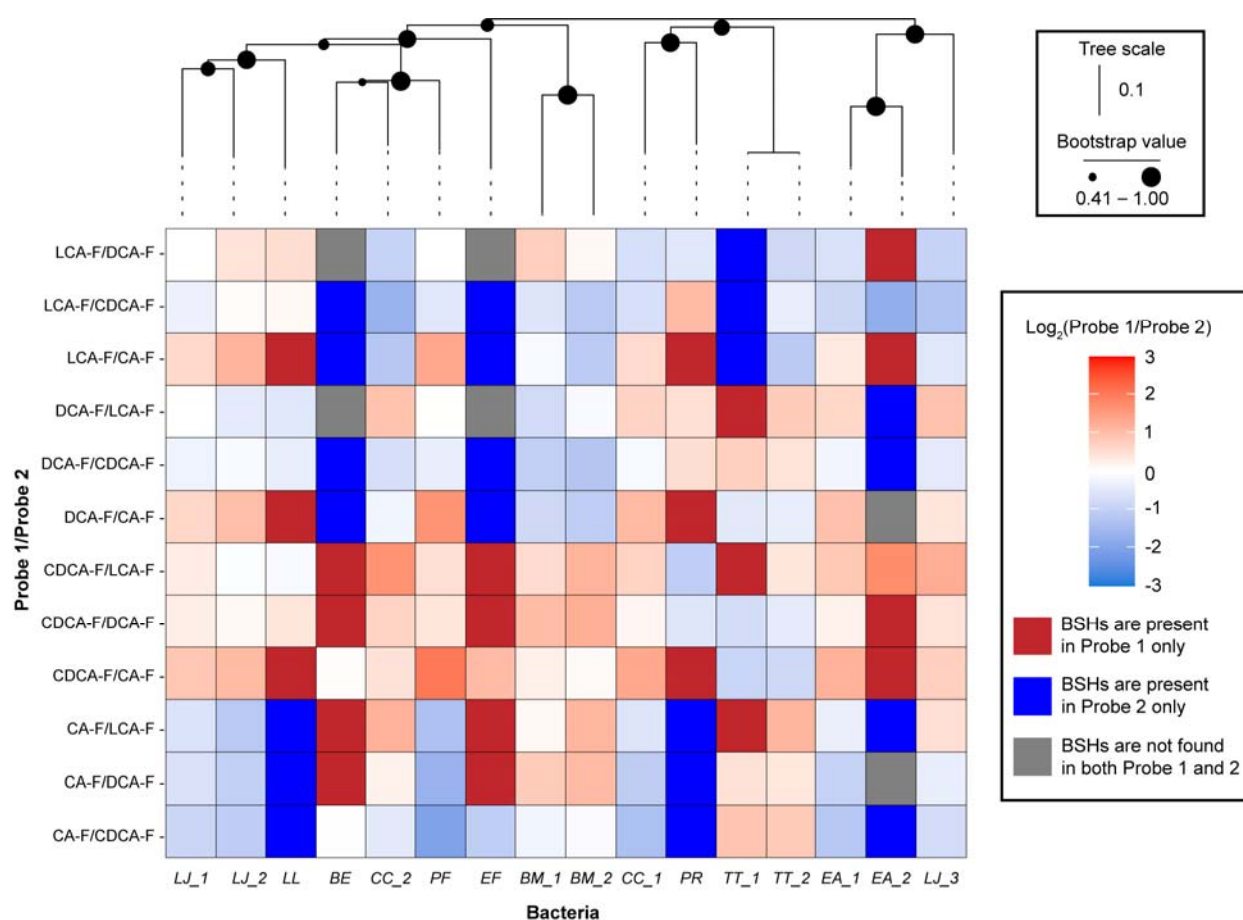 Tree scale
0.1
Bootstrap value
0.41 – 1.00
Probe 1/Probe 2
LCA-F/DCA-F
LCA-F/CDCA-F
LCA-F/CA-F
DCA-F/LCA-F
DCA-F/CDCA-F
DCA-F/CA-F
CDCA-F/LCA-F
CDCA-F/DCA-F
CDCA-F/CA-F
CA-F/LCA-F
CA-F/DCA-F
CA-F/CDCA-F
LJ_1 LJ_2 LL BE CC_2 PF EF BM_1 BM_2 CC_1 PR TT_1 TT_2 EA_1 EA_2 LJ_3
Bacteria
Log2(Probe 1/Probe 2)
3
2
1
0
-1
-2
-3
BSHs are present
in Probe 1 only
BSHs are present
in Probe 2 only
BSHs are not found
in both Probe 1 and 2